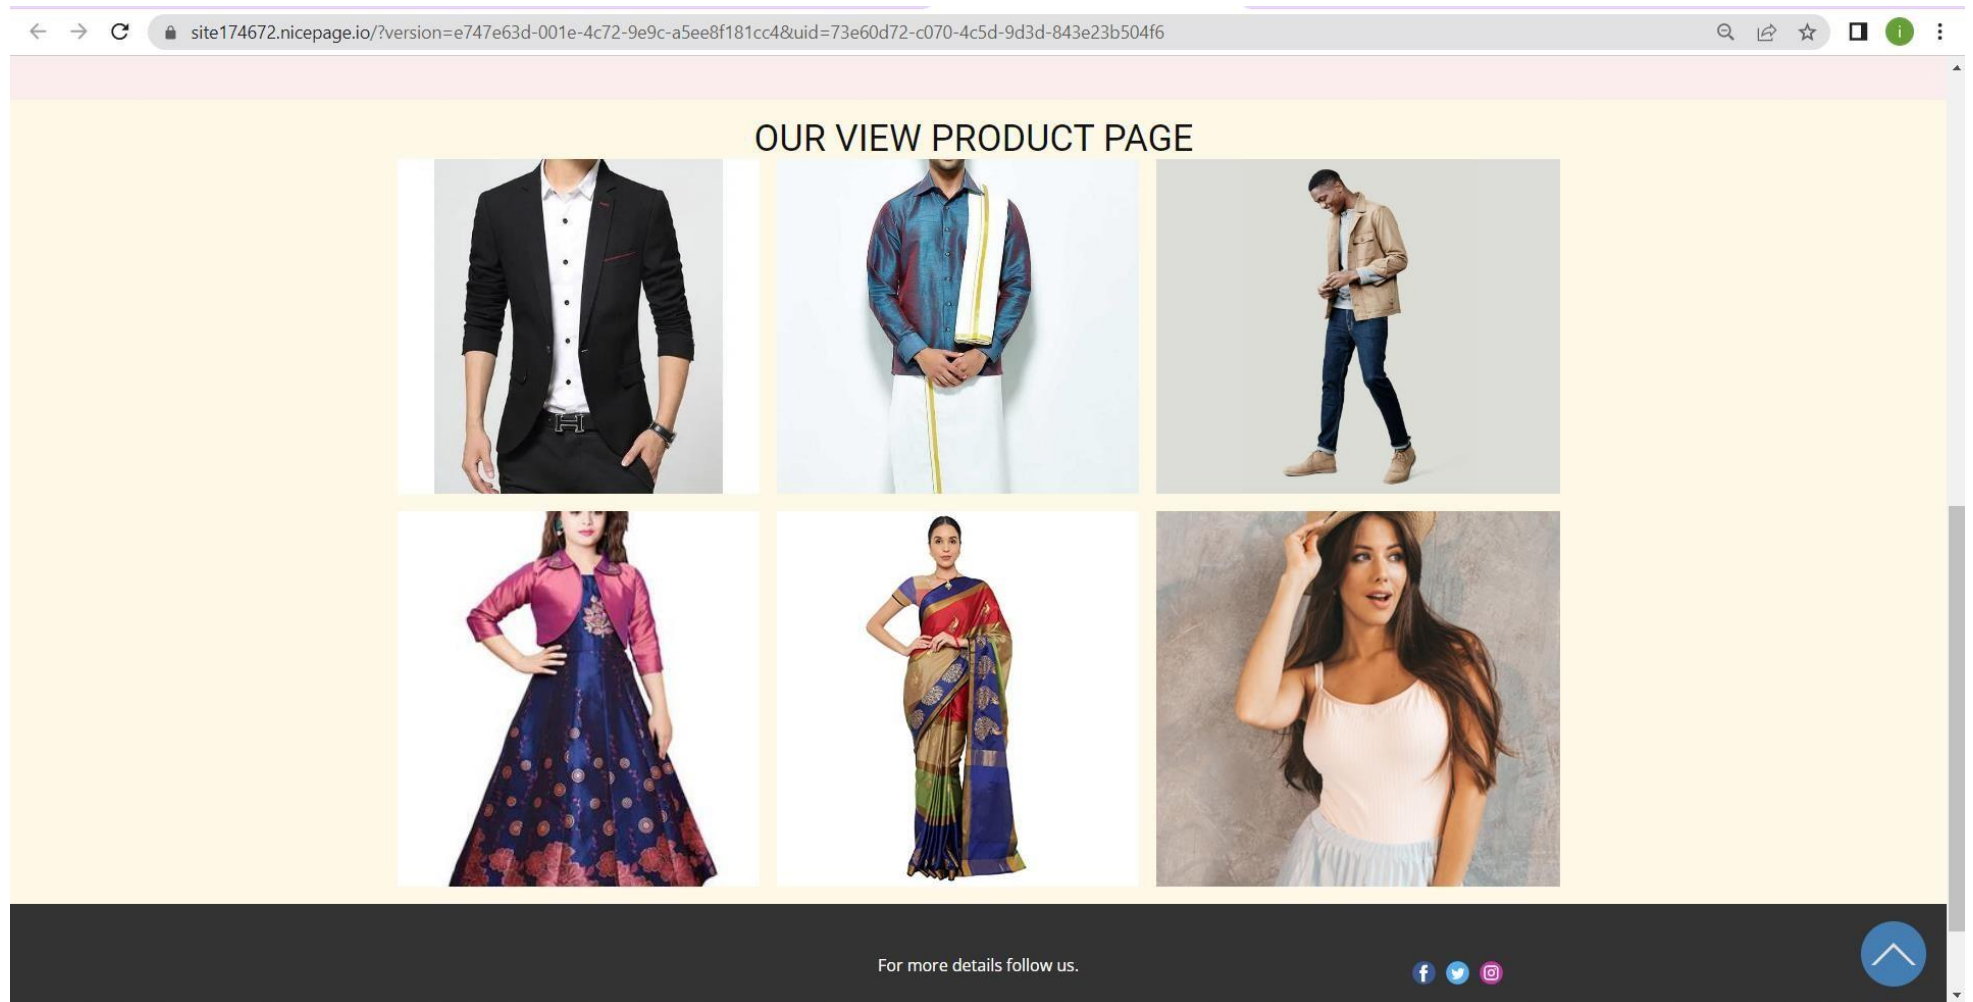 site174672.nicepage.io/?version=e747e63d-001e-4c72-9e9c-a5ee8f181cc4&uid=73e60d72-c070-4c5d-9d3d-843e23b504f6
i
OUR VIEW PRODUCT PAGE
For more details follow us.